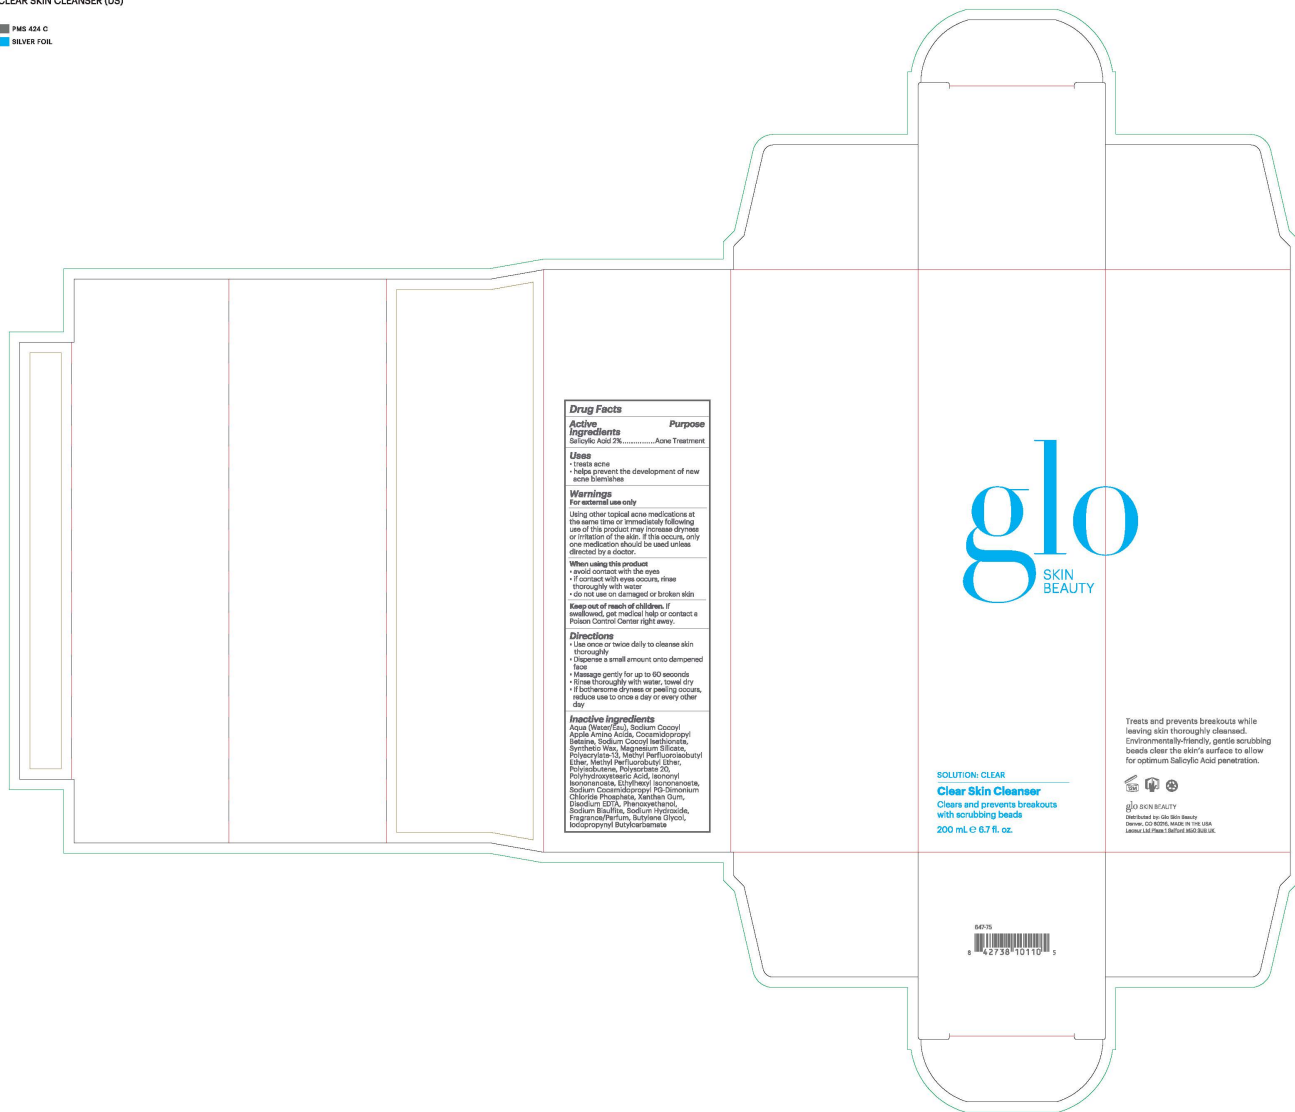 CLEAR SKIN CLEANSER (US)
PMS 424 C
SILVER FOIL
Drug Facts
Active Purpose
ingredients
Salicylic Acid 2%...............Acne Treatment
Uses
• treats acne
• helps prevent the development of new
acne blemishes
Warnings
For external use only
Using other topical acne medications at
the same time or immediately following
use of this product may increase dryness
or irritation of the skin. If this occurs, only
one medication should be used unless
directed by a doctor.
When using this product
• avoid contact with the eyes
• if contact with eyes occurs, rinse
thoroughly with water
• do not use on damaged or broken skin
Keep out of reach of children. If
swallowed, get medical help or contact a
Poison Control Center right away.
Directions
• Use once or twice daily to cleanse skin
thoroughly
• Dispense a small amount onto dampened
face
• Massage gently for up to 60 seconds
• Rinse thoroughly with water, towel dry
• If bothersome dryness or peeling occurs,
reduce use to once a day or every other
day
Inactive ingredients
Aqua (Water/Eau), Sodium Cocoyl
Apple Amino Acids, Cocamidopropyl
Betaine, Sodium Cocoyl Isethionate,
Synthetic Wax, Magnesium Silicate,
Polyacrylate-13, Methyl Perfluoroisobutyl
Ether, Methyl Perfluorobutyl Ether,
Polyisobutene, Polysorbate 20,
Polyhydroxystearic Acid, Isononyl
Isononanoate, Ethylhexyl Isononanoate,
Sodium Cocamidopropyl PG-Dimonium
Chloride Phosphate, Xanthan Gum,
Disodium EDTA, Phenoxyethanol,
Sodium Bisulfite, Sodium Hydroxide,
Fragrance/Parfum, Butylene Glycol,
Iodopropynyl Butylcarbamate
glo
SKIN
BEAUTY
SOLUTION: CLEAR
Clear Skin Cleanser
Clears and prevents breakouts
with scrubbing beads
200 mL ℮ 6.7 fl. oz.
Treats and prevents breakouts while
leaving skin thoroughly cleansed.
Environmentally-friendly, gentle scrubbing
beads clear the skin's surface to allow
for optimum Salicylic Acid penetration.
glo SKIN BEAUTY
Distributed by: Glo Skin Beauty
Denver, CO 80216, MADE IN THE USA
Ltd Plaza 1 Salford UK
647-75
8 42738 10110 5